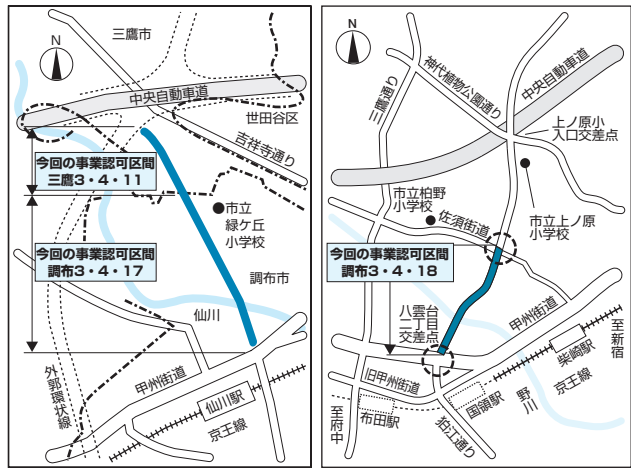 N
三鷹市
中央自動車道
世田谷区
吉祥寺通り
今回の事業認可区間
三鷹3・4・11
市立
緑ケ丘
小学校
今回の事業認可区間
調布3・4・17
調布市
仙川
外郭環状線
甲州街道
仙川駅
京王線
N
神代植物公園通り
中央自動車道
三鷹通り
上ノ原小
入口交差点
市立柏野
小学校
佐須街道
市立上ノ原
小学校
今回の事業認可区間
調布3・4・18
八雲台
二丁目
交差点
甲州街道
柴崎駅
至新宿
旧甲州街道
国領駅
野川
京王線
至府中
布田駅
狛江通り